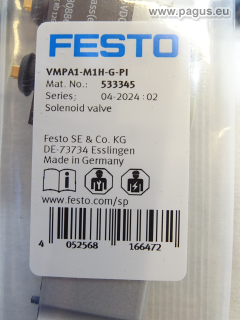 © www.pagus.eu
FESTO
VMPA1-M1H-G-PI
Mat. No.: 533345
Series: 04-2024 : 02
Solenoid valve
Festo SE & Co. KG
DE-73734 Esslingen
Made in Germany
www.festo.com/sp
4 052568 166472